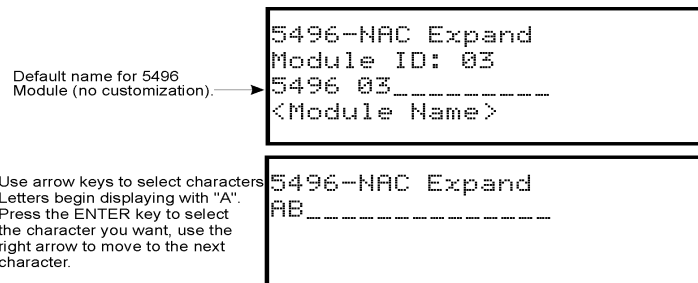 5496-NAC Expand
Module ID: 03
Default name for 5496
Module (no customization).
5496 03_________
<Module Name>
Use arrow keys to select characters
Letters begin displaying with "A".
Press the ENTER key to select
the character you want, use the
right arrow to move to the next
character.
5496-NAC Expand
AB______________